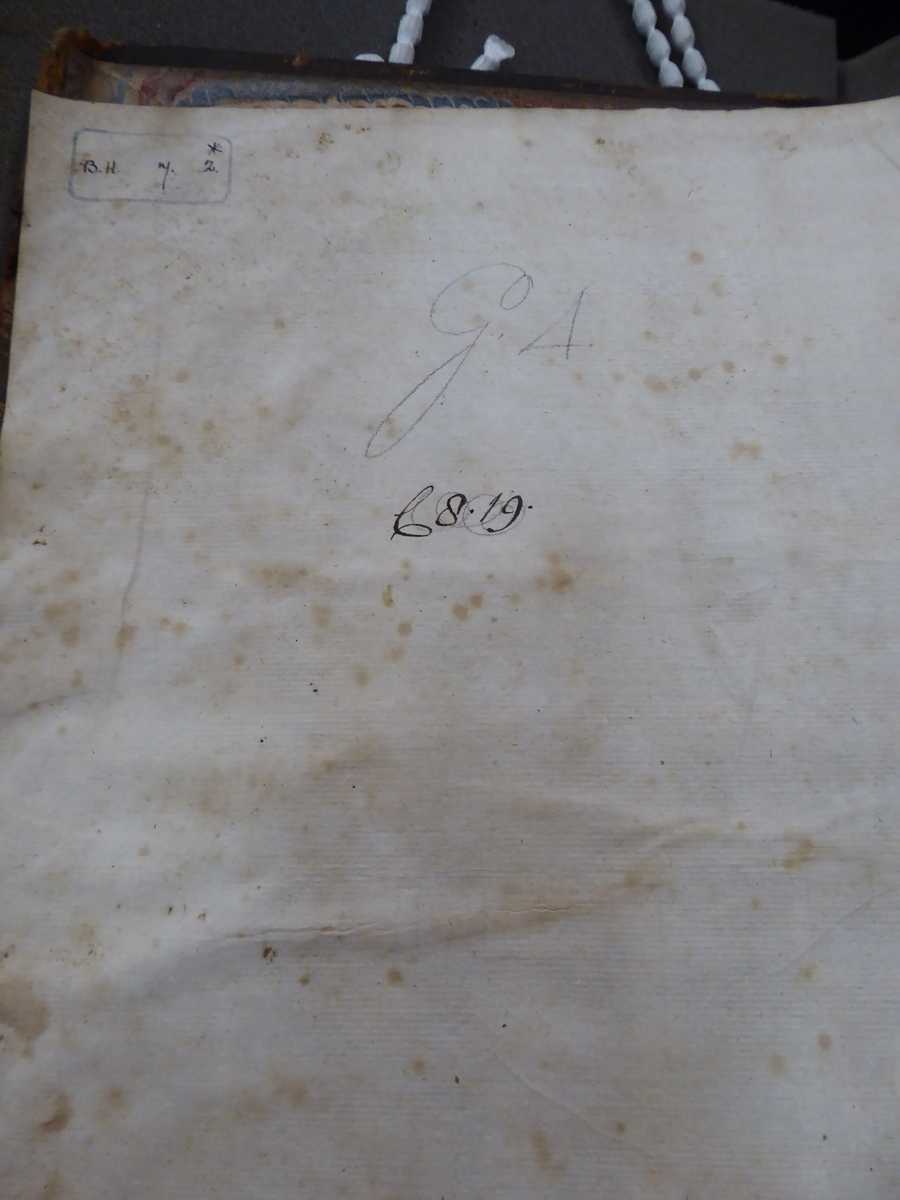 B.H. 7. 2.*
G. 4
C 8.19.